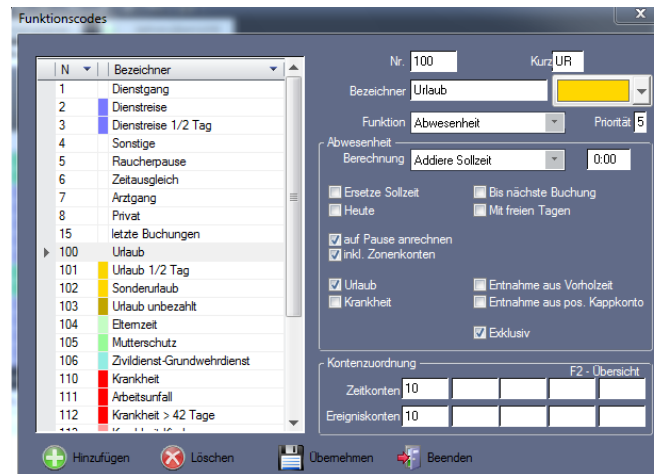 Funktionscodes
x
N Bezeichner
1 Dienstgang
2 Dienstreise
3 Dienstreise 1/2 Tag
4 Sonstige
5 Raucherpause
6 Zeitausgleich
7 Arztgang
8 Privat
15 letzte Buchungen
100 Urlaub
101 Urlaub 1/2 Tag
102 Sonderurlaub
103 Urlaub unbezahlt
104 Elternzeit
105 Mutterschutz
106 Zivildienst-Grundwehrdienst
110 Krankheit
111 Arbeitsunfall
112 Krankheit > 42 Tage
Nr. 100 Kurz UR
Bezeichner Urlaub
Funktion Abwesenheit Priorität 5
Abwesenheit
Berechnung Addiere Sollzeit 0:00
Ersetze Sollzeit Bis nächste Buchung
Heute Mit freien Tagen
auf Pause anrechnen
inkl. Zonenkonten
Urlaub Entnahme aus Vorholzeit
Krankheit Entnahme aus pos. Kappkonto
Exklusiv
Kontenzuordnung F2 - Übersicht
Zeitkonten 10
Ereigniskonten 10
Hinzufügen Löschen Übernehmen Beenden